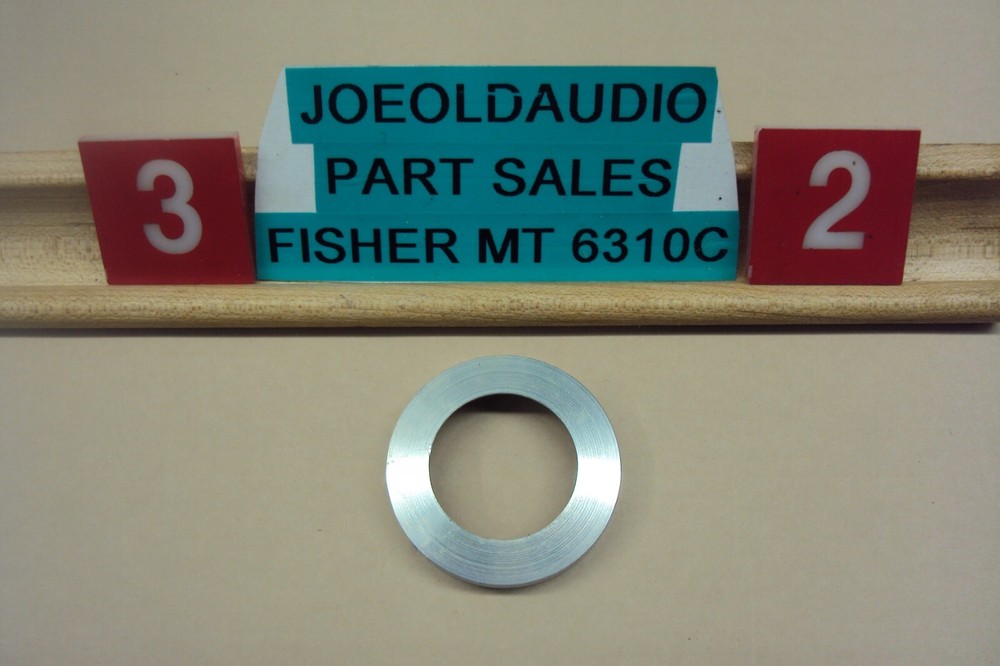 JOEOLDAUDIO
3 PART SALES 2
FISHER MT 6310C